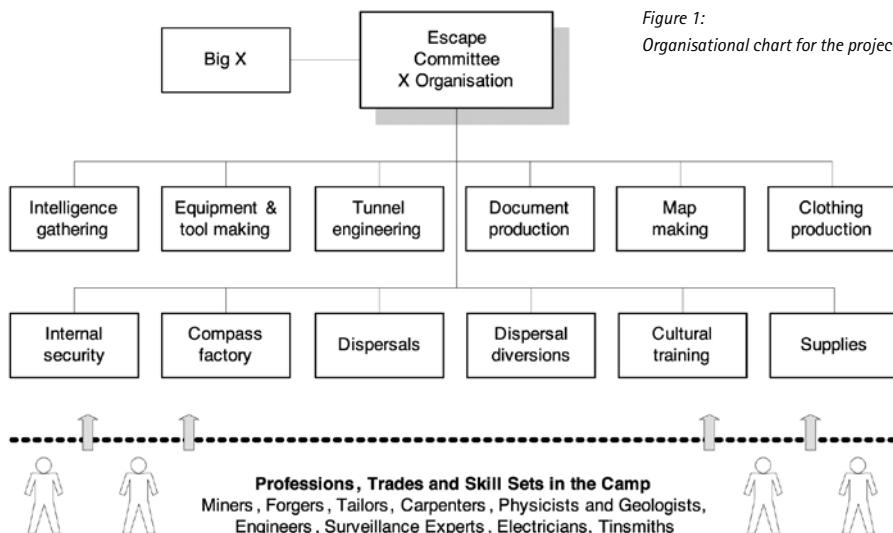 Figure 1:
Organisational chart for the projec
Big X
Escape
Committee
X Organisation
Intelligence
gathering
Equipment &
tool making
Tunnel
engineering
Document
production
Map
making
Clothing
production
Internal
security
Compass
factory
Dispersals
Dispersal
diversions
Cultural
training
Supplies
Professions, Trades and Skill Sets in the Camp
Miners, Forgers, Tailors, Carpenters, Physicists and Geologists,
Engineers, Surveillance Experts, Electricians, Tinsmiths